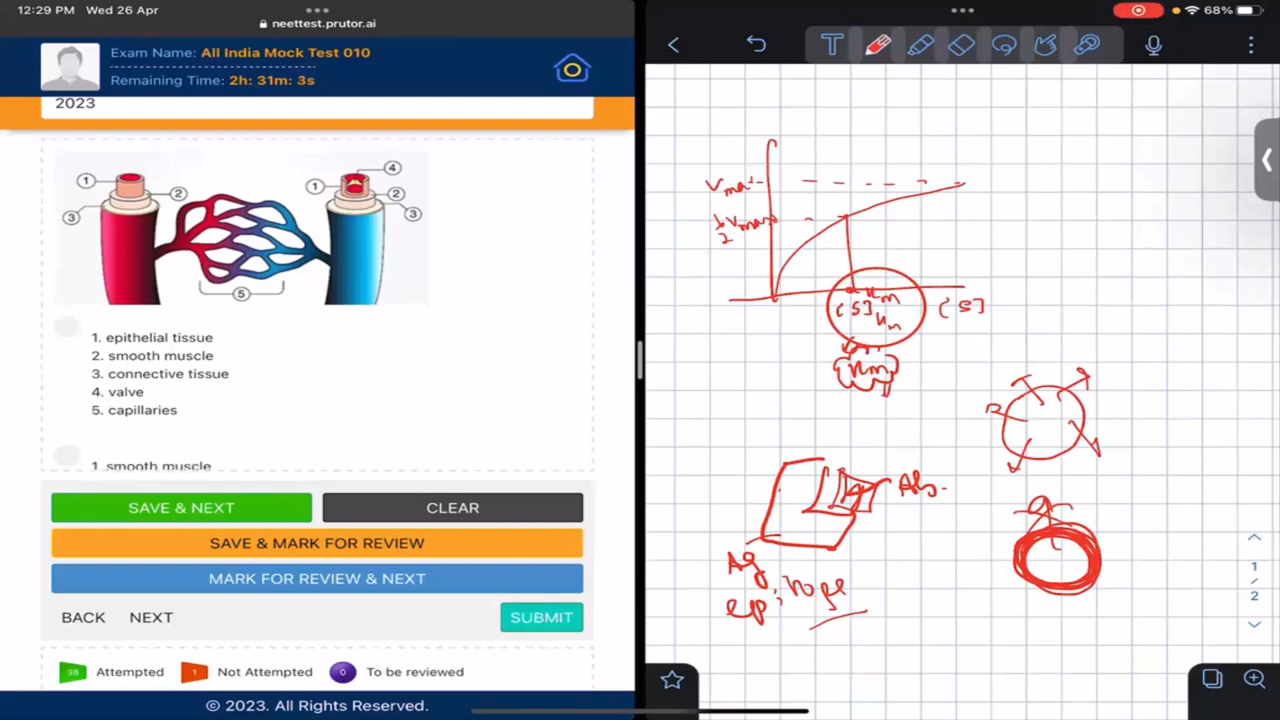 12:29 PM Wed 26 Apr
neettest.prutor.ai
Exam Name: All India Mock Test 010
Remaining Time: 2h: 31m: 3s
2023
1
2
3
4
1
2
3
5
1. epithelial tissue
2. smooth muscle
3. connective tissue
4. valve
5. capillaries
1. smooth muscle
SAVE & NEXT
CLEAR
SAVE & MARK FOR REVIEW
MARK FOR REVIEW & NEXT
BACK
NEXT
SUBMIT
38 Attempted
1 Not Attempted
0 To be reviewed
© 2023. All Rights Reserved.
68%
T
Vmax
Vmax
2
Km
[S]
[S]
Km
Ab.
Ag
1
2